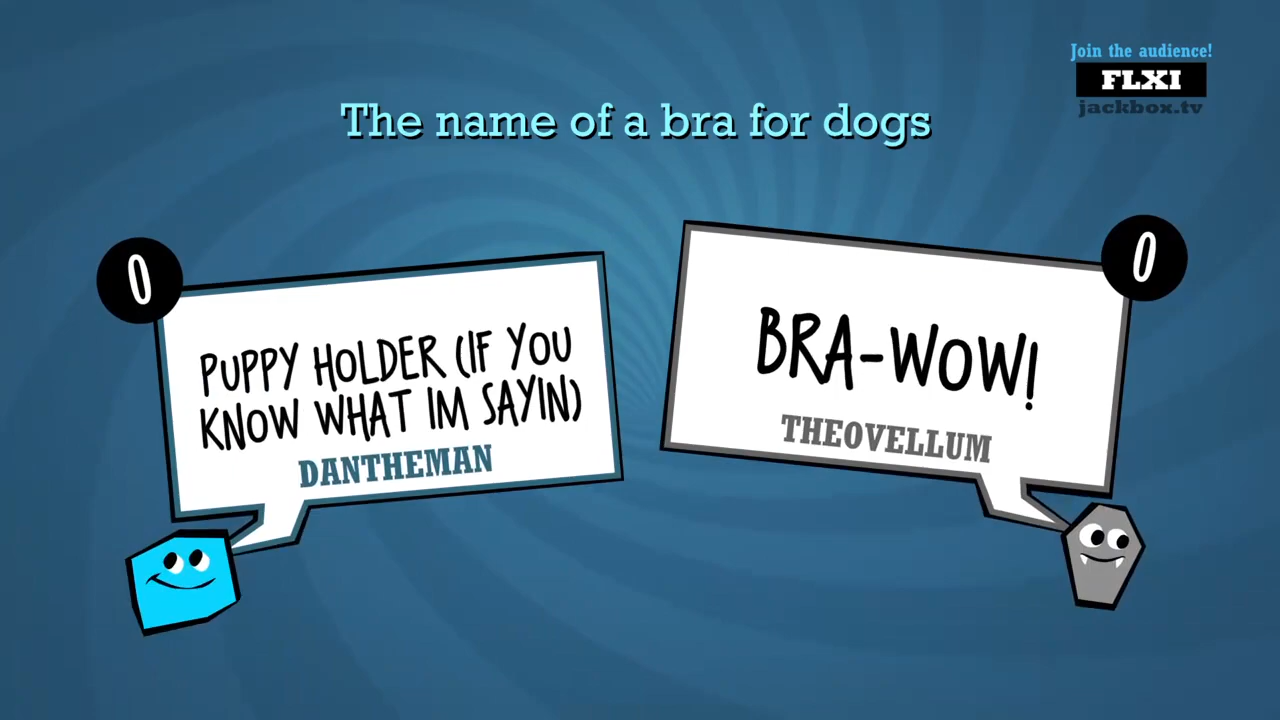 Join the audience!
FLXI
jackbox.tv
The name of a bra for dogs
0
PUPPY HOLDER (IF YOU
KNOW WHAT IM SAYIN)
DANTHEMAN
0
BRA-WOW!
THEOVELLUM